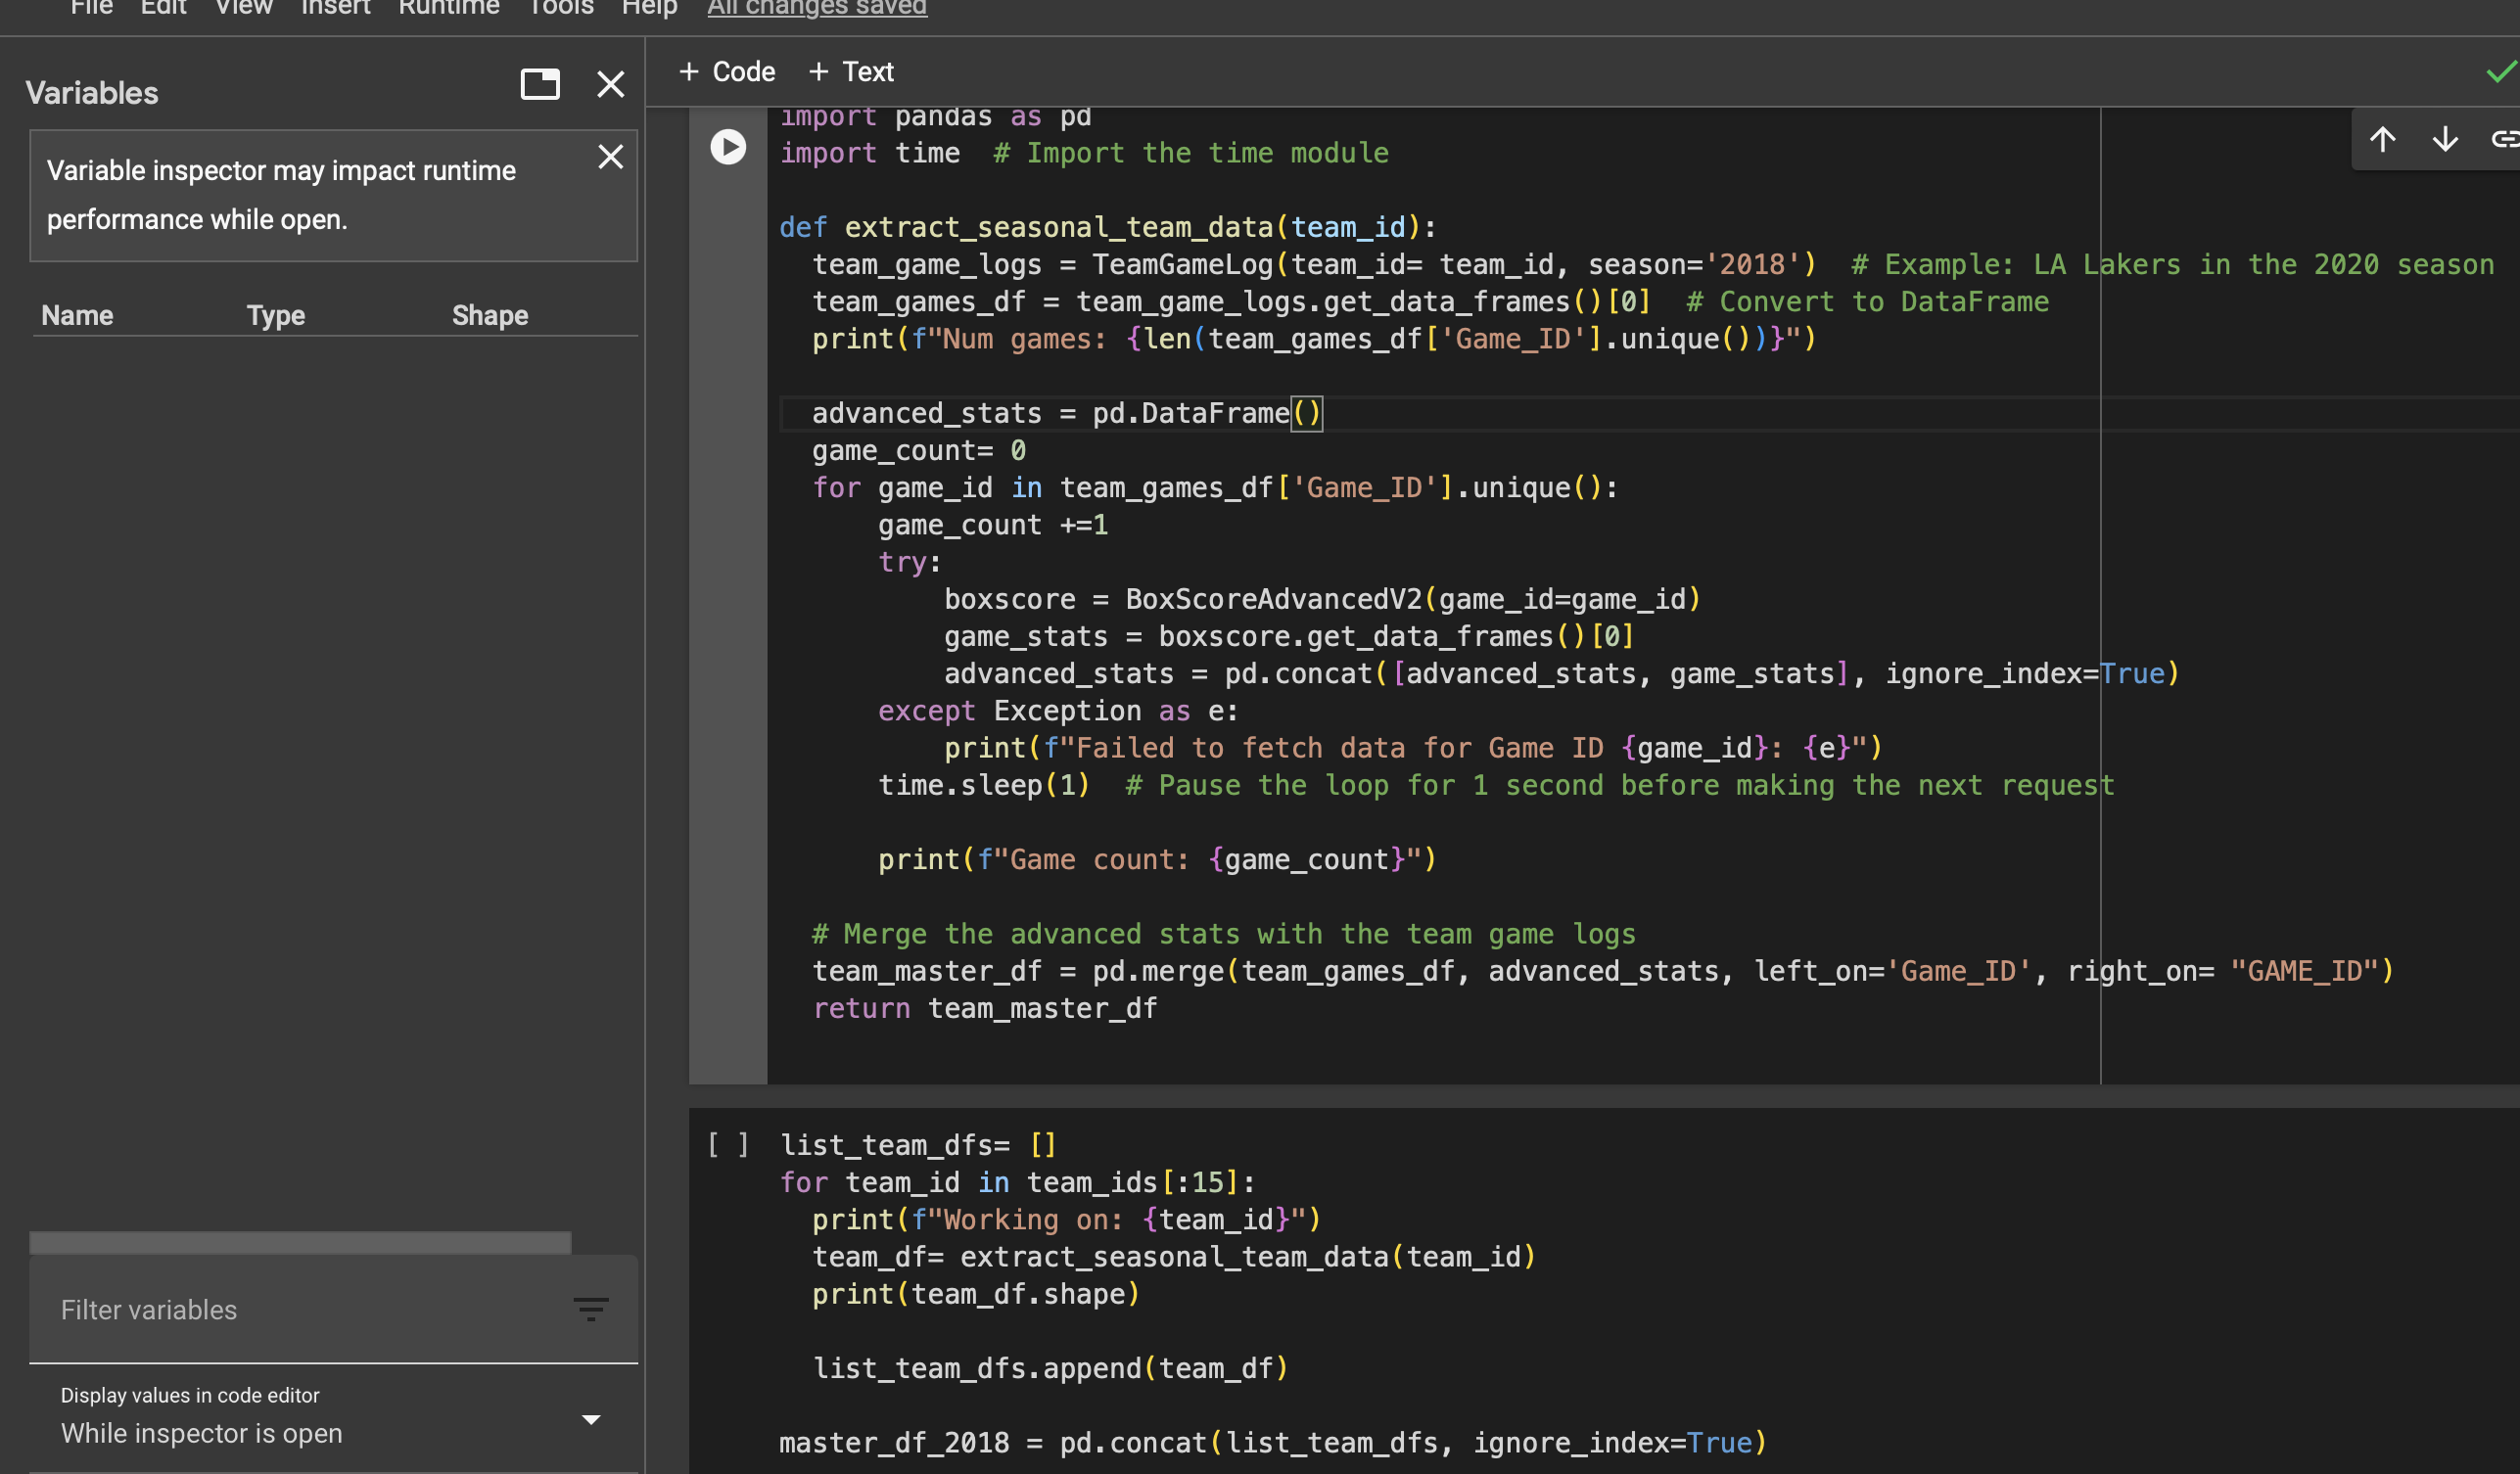 File Edit View Insert Runtime Tools Help All changes saved
Variables
Variable inspector may impact runtime
performance while open.
Name Type Shape
Filter variables
Display values in code editor
While inspector is open
+ Code + Text
import pandas as pd
import time  # Import the time module
def extract_seasonal_team_data(team_id):
  team_game_logs = TeamGameLog(team_id= team_id, season='2018')  # Example: LA Lakers in the 2020 season
  team_games_df = team_game_logs.get_data_frames()[0]  # Convert to DataFrame
  print(f"Num games: {len(team_games_df['Game_ID'].unique())}")
  advanced_stats = pd.DataFrame()
  game_count= 0
  for game_id in team_games_df['Game_ID'].unique():
      game_count +=1
      try:
          boxscore = BoxScoreAdvancedV2(game_id=game_id)
          game_stats = boxscore.get_data_frames()[0]
          advanced_stats = pd.concat([advanced_stats, game_stats], ignore_index=True)
      except Exception as e:
          print(f"Failed to fetch data for Game ID {game_id}: {e}")
      time.sleep(1)  # Pause the loop for 1 second before making the next request
      print(f"Game count: {game_count}")
  # Merge the advanced stats with the team game logs
  team_master_df = pd.merge(team_games_df, advanced_stats, left_on='Game_ID', right_on= "GAME_ID")
  return team_master_df
[ ] list_team_dfs= []
for team_id in team_ids[:15]:
  print(f"Working on: {team_id}")
  team_df= extract_seasonal_team_data(team_id)
  print(team_df.shape)
  list_team_dfs.append(team_df)
master_df_2018 = pd.concat(list_team_dfs, ignore_index=True)